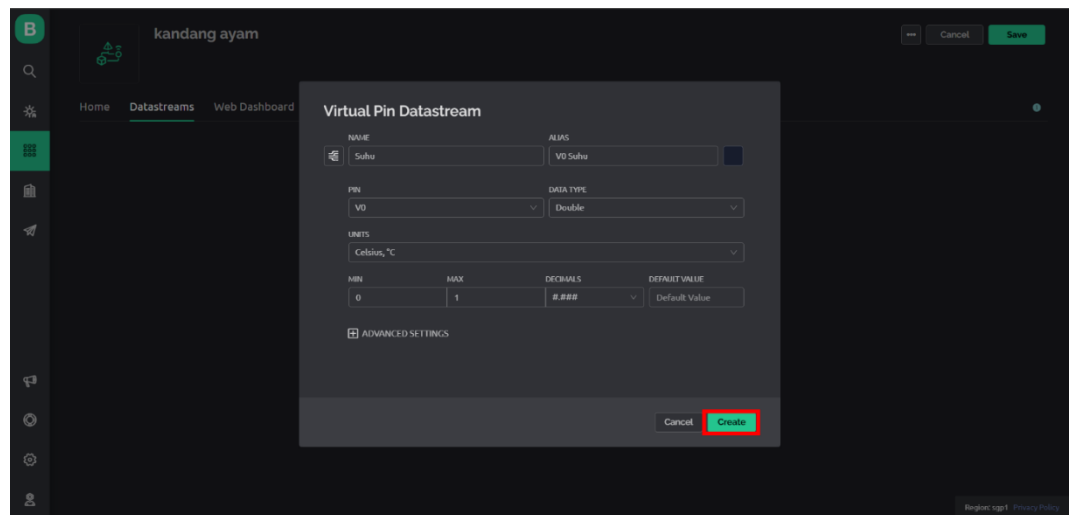 B
kandang ayam
Cancel
Save
Home Datastreams Web Dashboard
Virtual Pin Datastream
NAME ALIAS
Suhu V0 Suhu
PIN DATA TYPE
V0 Double
UNITS
Celsius, °C
MIN MAX DECIMALS DEFAULT VALUE
0 1 #.### Default Value
ADVANCED SETTINGS
Cancel Create
Region: sgp1 Privacy Policy